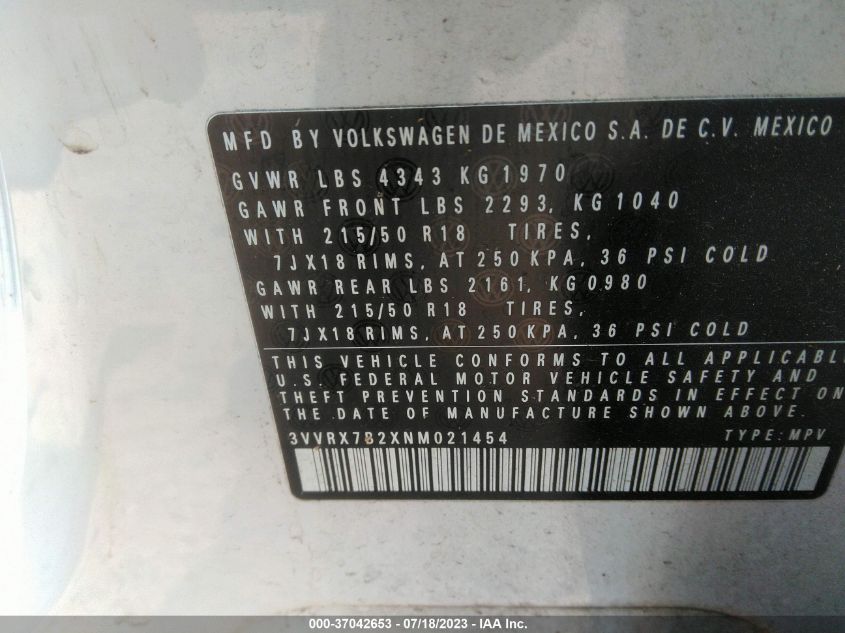 MFD BY VOLKSWAGEN DE MEXICO S.A. DE C.V. MEXICO
GVWR LBS 4343 KG 1970
GAWR FRONT LBS 2293, KG 1040
WITH 215/50 R18 TIRES,
7JX18 RIMS, AT 250 KPA, 36 PSI COLD
GAWR REAR LBS 2161, KG 0980
WITH 215/50 R18 TIRES,
7JX18 RIMS, AT 250 KPA, 36 PSI COLD
THIS VEHICLE CONFORMS TO ALL APPLICABL
U.S. FEDERAL MOTOR VEHICLE SAFETY AND
THEFT PREVENTION STANDARDS IN EFFECT ON
THE DATE OF MANUFACTURE SHOWN ABOVE.
3VVRX7B2XNM021454 TYPE: MPV
000-37042653 - 07/18/2023 - IAA Inc.